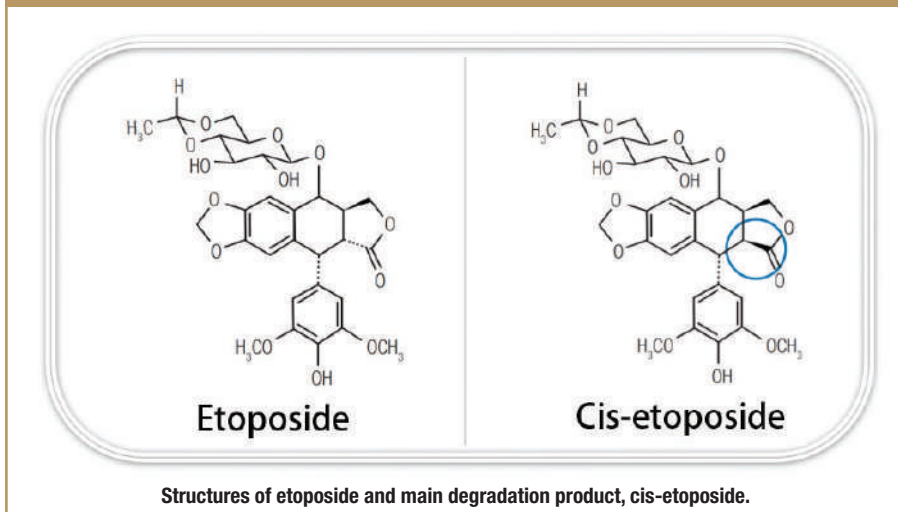 H
H₃C
O
O
O
O
HO
OH
O
O
O
O
O
H₃CO
OCH₃
OH
Etoposide
H
H₃C
O
O
O
O
HO
OH
O
O
O
O
O
H₃CO
OCH₃
OH
Cis-etoposide
Structures of etoposide and main degradation product, cis-etoposide.